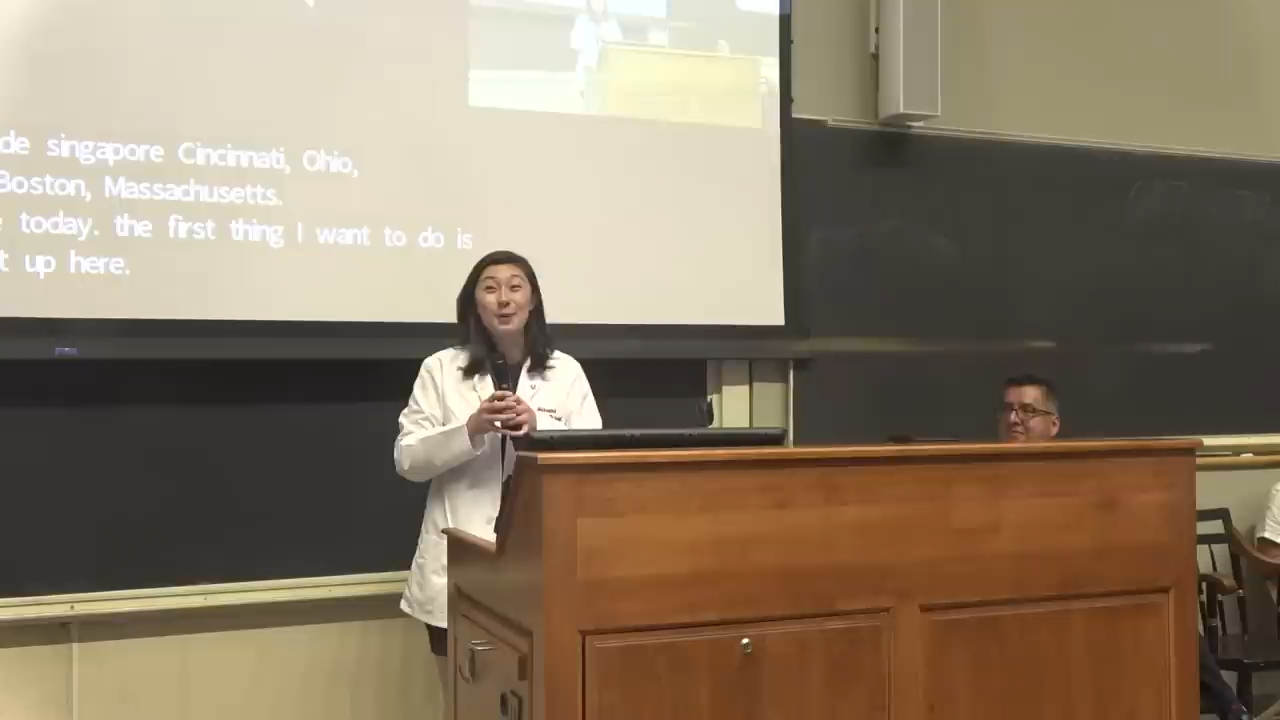 de singapore Cincinnati, Ohio,
Boston, Massachusetts.
today. the first thing I want to do is
t up here.